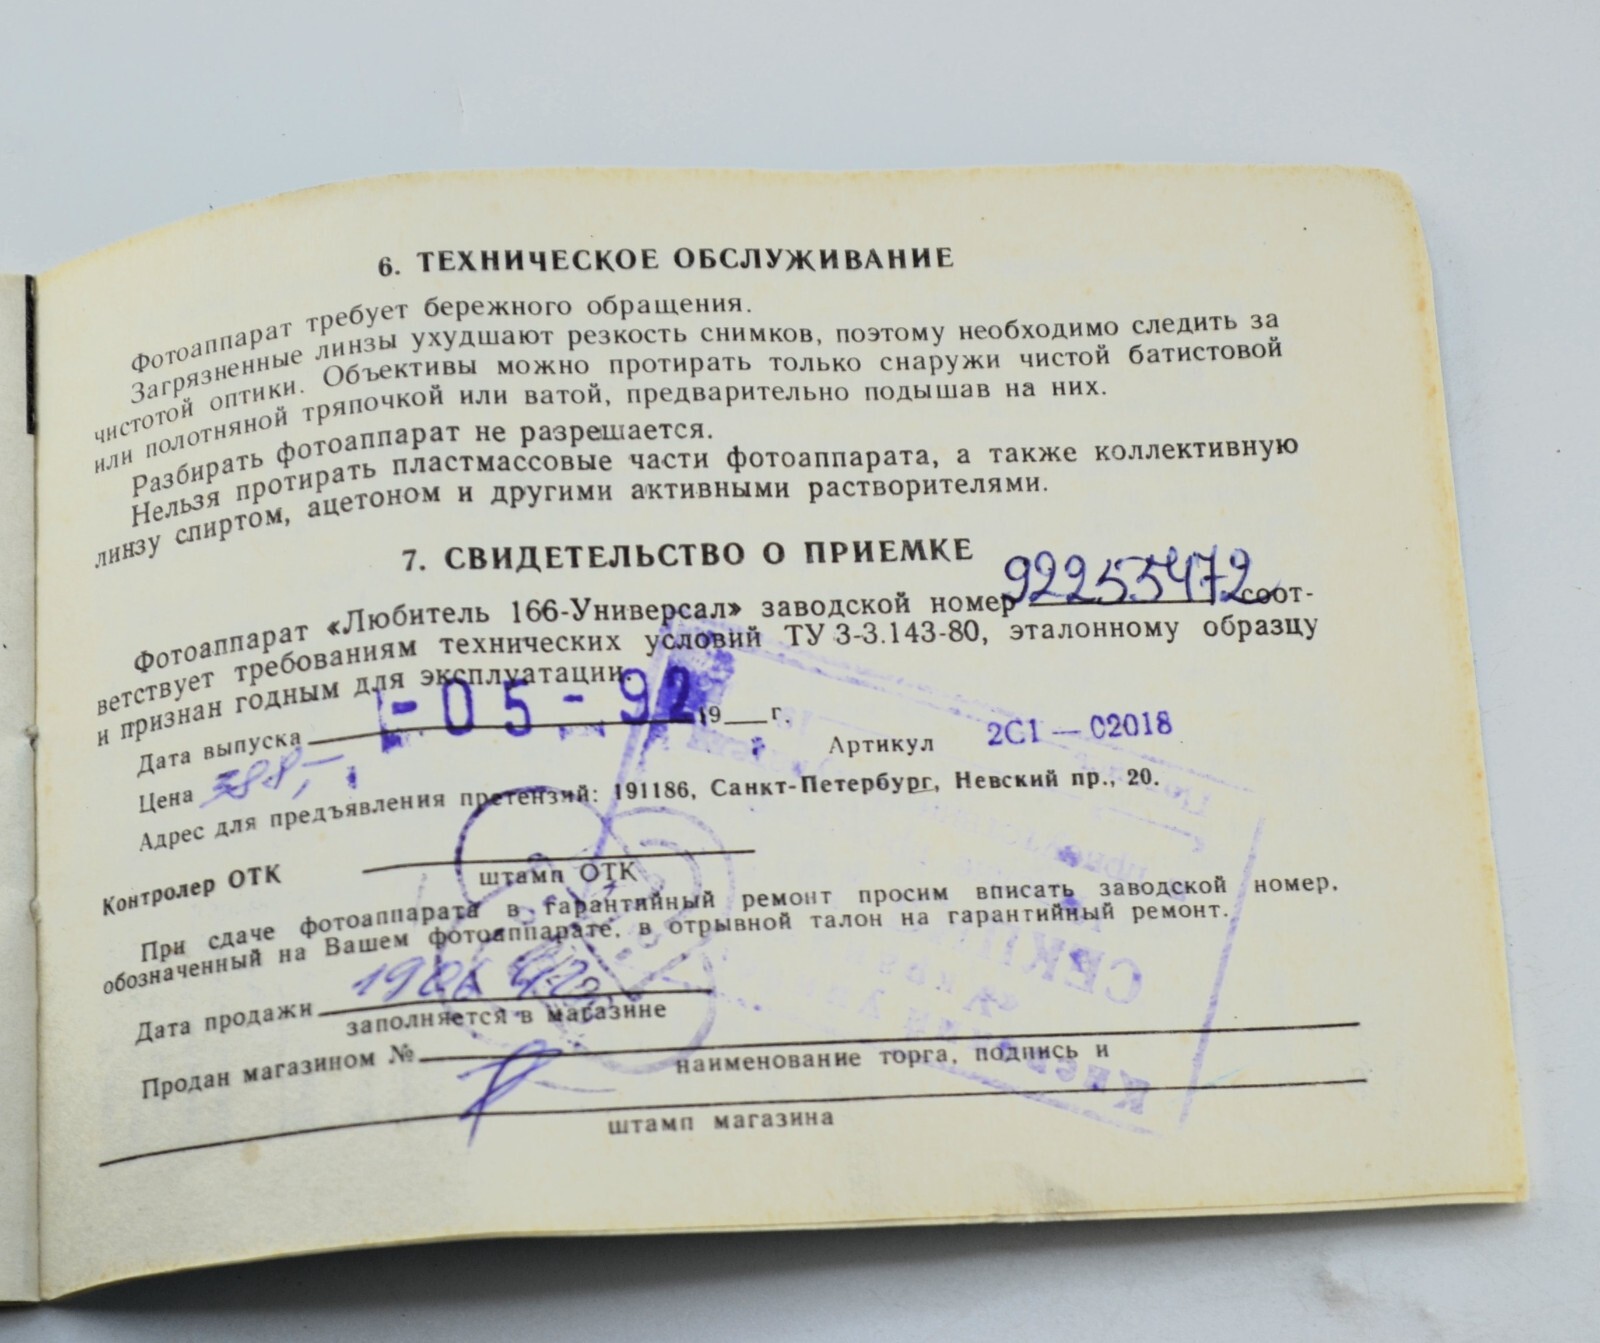 6. ТЕХНИЧЕСКОЕ ОБСЛУЖИВАНИЕ
Фотоаппарат требует бережного обращения.
Загрязненные линзы ухудшают резкость снимков, поэтому необходимо следить за
чистотой оптики. Объективы можно протирать только снаружи чистой батистовой
или полотняной тряпочкой или ватой, предварительно подышав на них.
Разбирать фотоаппарат не разрешается.
Нельзя протирать пластмассовые части фотоаппарата, а также коллективную
линзу спиртом, ацетоном и другими активными растворителями.
7. СВИДЕТЕЛЬСТВО О ПРИЕМКЕ
Фотоаппарат «Любитель 166-Универсал» заводской номер 92255472 соот-
ветствует требованиям технических условий ТУ 3-3.143-80, эталонному образцу
и признан годным для эксплуатации.
Дата выпуска -05-92 19 г. Артикул 2С1 — 02018
Цена 388,-
Адрес для предъявления претензий: 191186, Санкт-Петербург, Невский пр., 20.
Контролер ОТК
штамп ОТК
При сдаче фотоаппарата в гарантийный ремонт просим вписать заводской номер,
обозначенный на Вашем фотоаппарате, в отрывной талон на гарантийный ремонт.
Дата продажи
заполняется в магазине
Продан магазином №
наименование торга, подпись и
штамп магазина